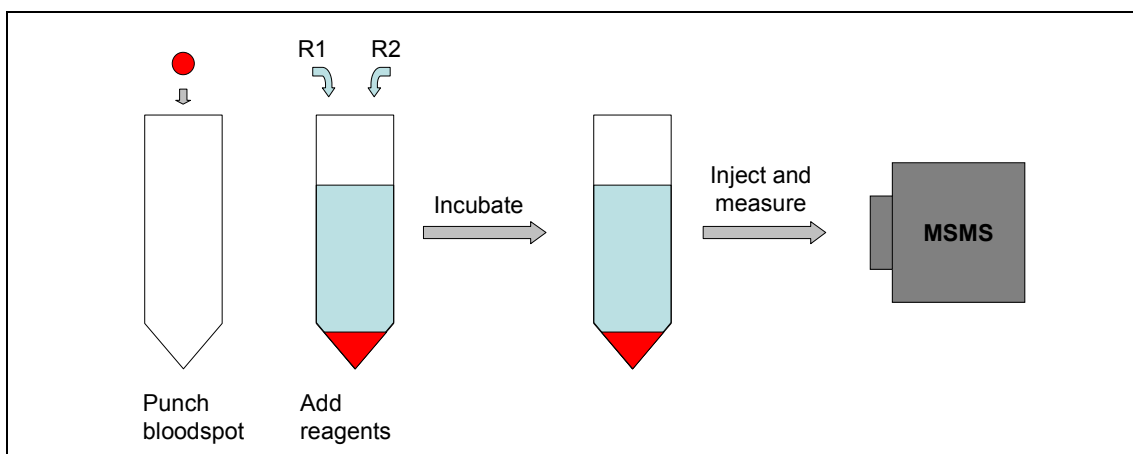 R1
R2
Punch
bloodspot
Add
reagents
Incubate
Inject and
measure
MSMS